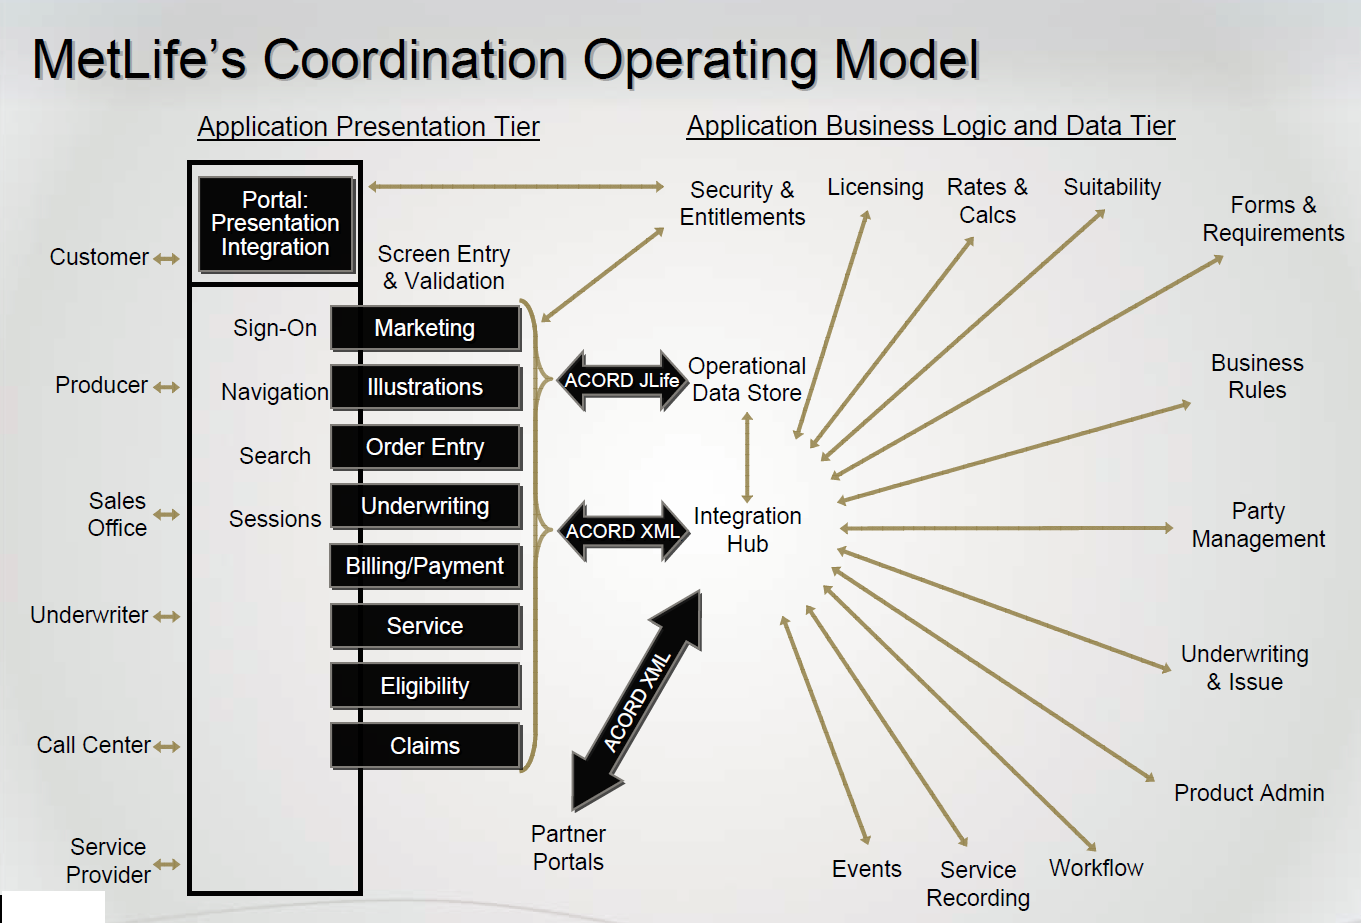 MetLife's Coordination Operating Model
Application Presentation Tier
Application Business Logic and Data Tier
Portal:
Presentation
Integration
Customer
Producer
Sales
Office
Underwriter
Call Center
Service
Provider
Sign-On
Navigation
Search
Sessions
Screen Entry
& Validation
Marketing
Illustrations
Order Entry
Underwriting
Billing/Payment
Service
Eligibility
Claims
ACORD JLife
ACORD XML
ACORD XML
Partner
Portals
Security &
Entitlements
Operational
Data Store
Integration
Hub
Licensing
Rates &
Calcs
Suitability
Forms &
Requirements
Business
Rules
Party
Management
Underwriting
& Issue
Product Admin
Workflow
Service
Recording
Events